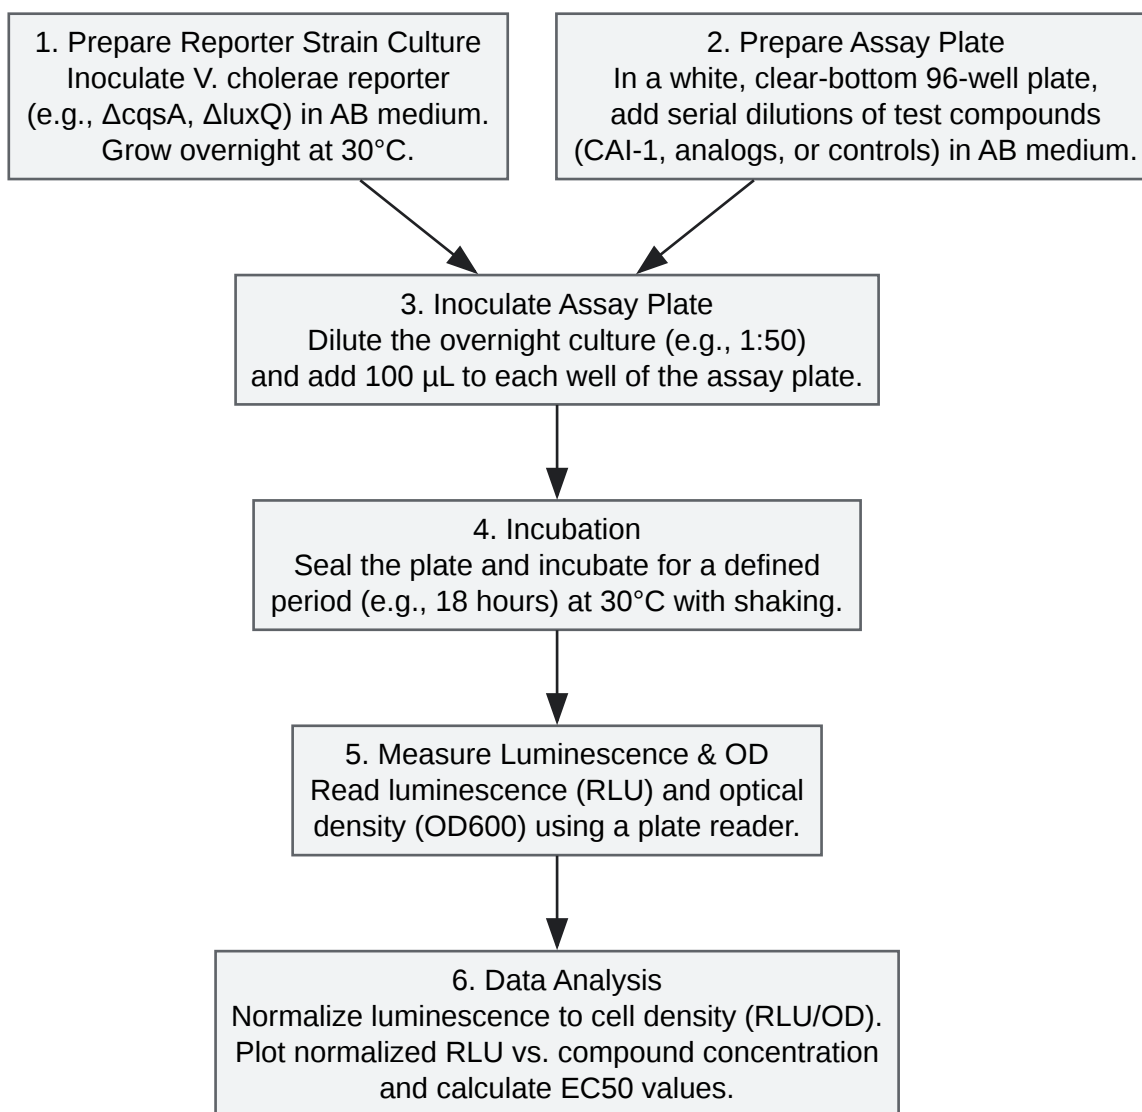 1. Prepare Reporter Strain Culture
Inoculate V. cholerae reporter
(e.g., ΔcqsA, ΔluxQ) in AB medium.
Grow overnight at 30°C.
2. Prepare Assay Plate
In a white, clear-bottom 96-well plate,
add serial dilutions of test compounds
(CAI-1, analogs, or controls) in AB medium.
3. Inoculate Assay Plate
Dilute the overnight culture (e.g., 1:50)
and add 100 µL to each well of the assay plate.
4. Incubation
Seal the plate and incubate for a defined
period (e.g., 18 hours) at 30°C with shaking.
5. Measure Luminescence & OD
Read luminescence (RLU) and optical
density (OD600) using a plate reader.
6. Data Analysis
Normalize luminescence to cell density (RLU/OD).
Plot normalized RLU vs. compound concentration
and calculate EC50 values.